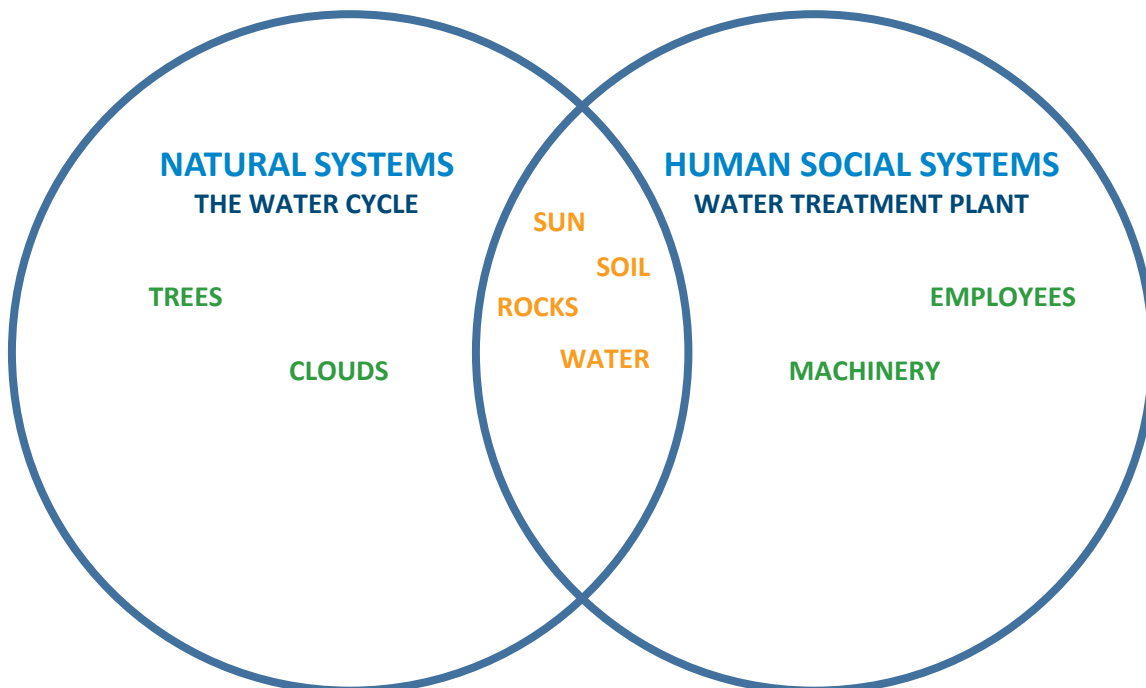 NATURAL SYSTEMS
THE WATER CYCLE
HUMAN SOCIAL SYSTEMS
WATER TREATMENT PLANT
SUN
SOIL
TREES
ROCKS
EMPLOYEES
CLOUDS
WATER
MACHINERY